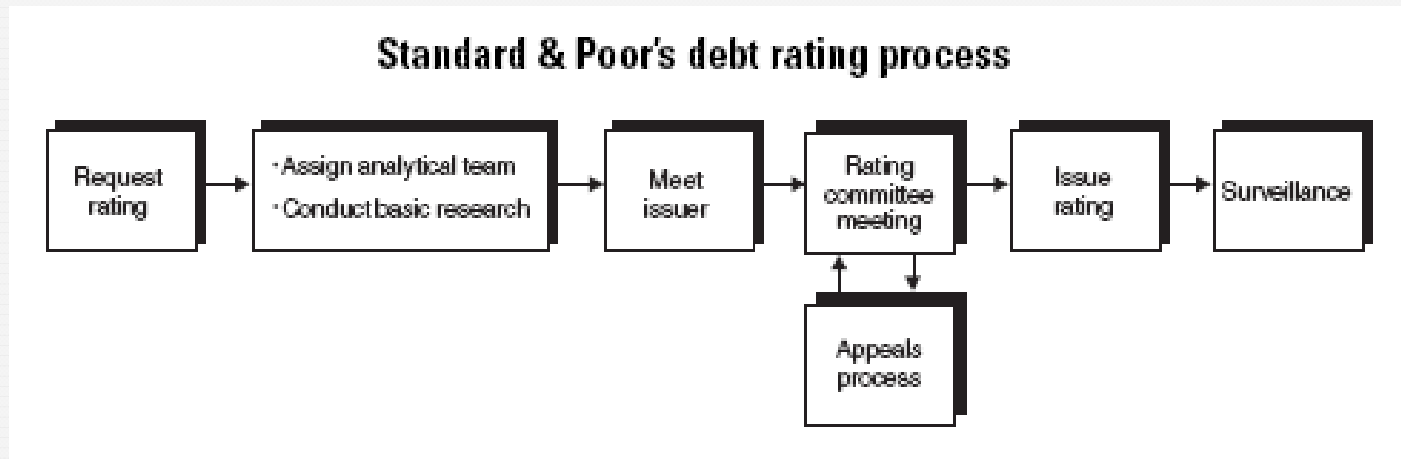 Standard & Poor's debt rating process
Request
rating
·Assign analytical team
·Conduct basic research
Meet
issuer
Rating
committee
meeting
Issue
rating
Surveillance
Appeals
process